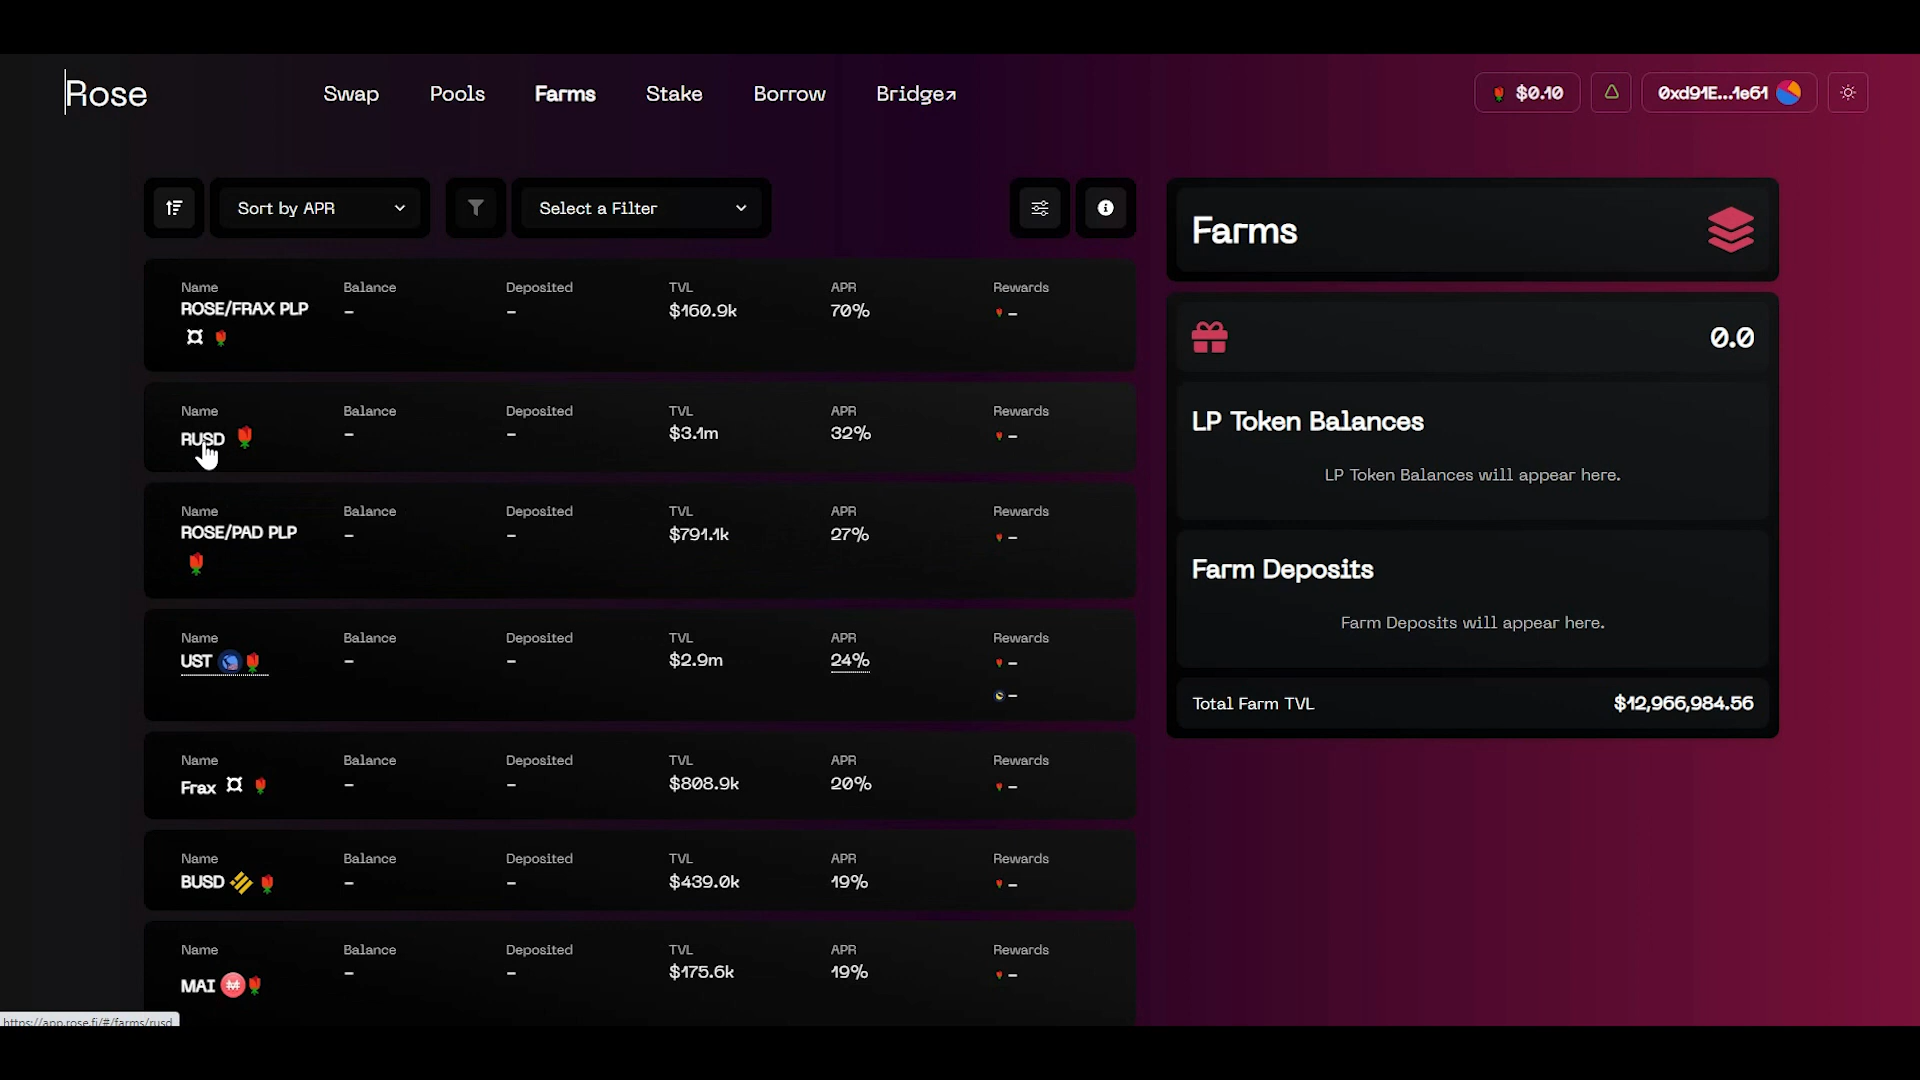 Rose Swap Pools Farms Stake Borrow Bridge↗ $0.10 0xd91E...1e61
Sort by APR Select a Filter
Name Balance Deposited TVL APR Rewards
ROSE/FRAX PLP – – $160.9k 70% –
Name Balance Deposited TVL APR Rewards
RUSD – – $3.1m 32% –
Name Balance Deposited TVL APR Rewards
ROSE/PAD PLP – – $791.1k 27% –
Name Balance Deposited TVL APR Rewards
UST – – $2.9m 24% –
–
Name Balance Deposited TVL APR Rewards
Frax – – $808.9k 20% –
Name Balance Deposited TVL APR Rewards
BUSD – – $439.0k 19% –
Name Balance Deposited TVL APR Rewards
MAI – – $175.6k 19% –
Farms
0.0
LP Token Balances
LP Token Balances will appear here.
Farm Deposits
Farm Deposits will appear here.
Total Farm TVL $12,966,984.56
https://app.rose.fi/#/farms/rusd